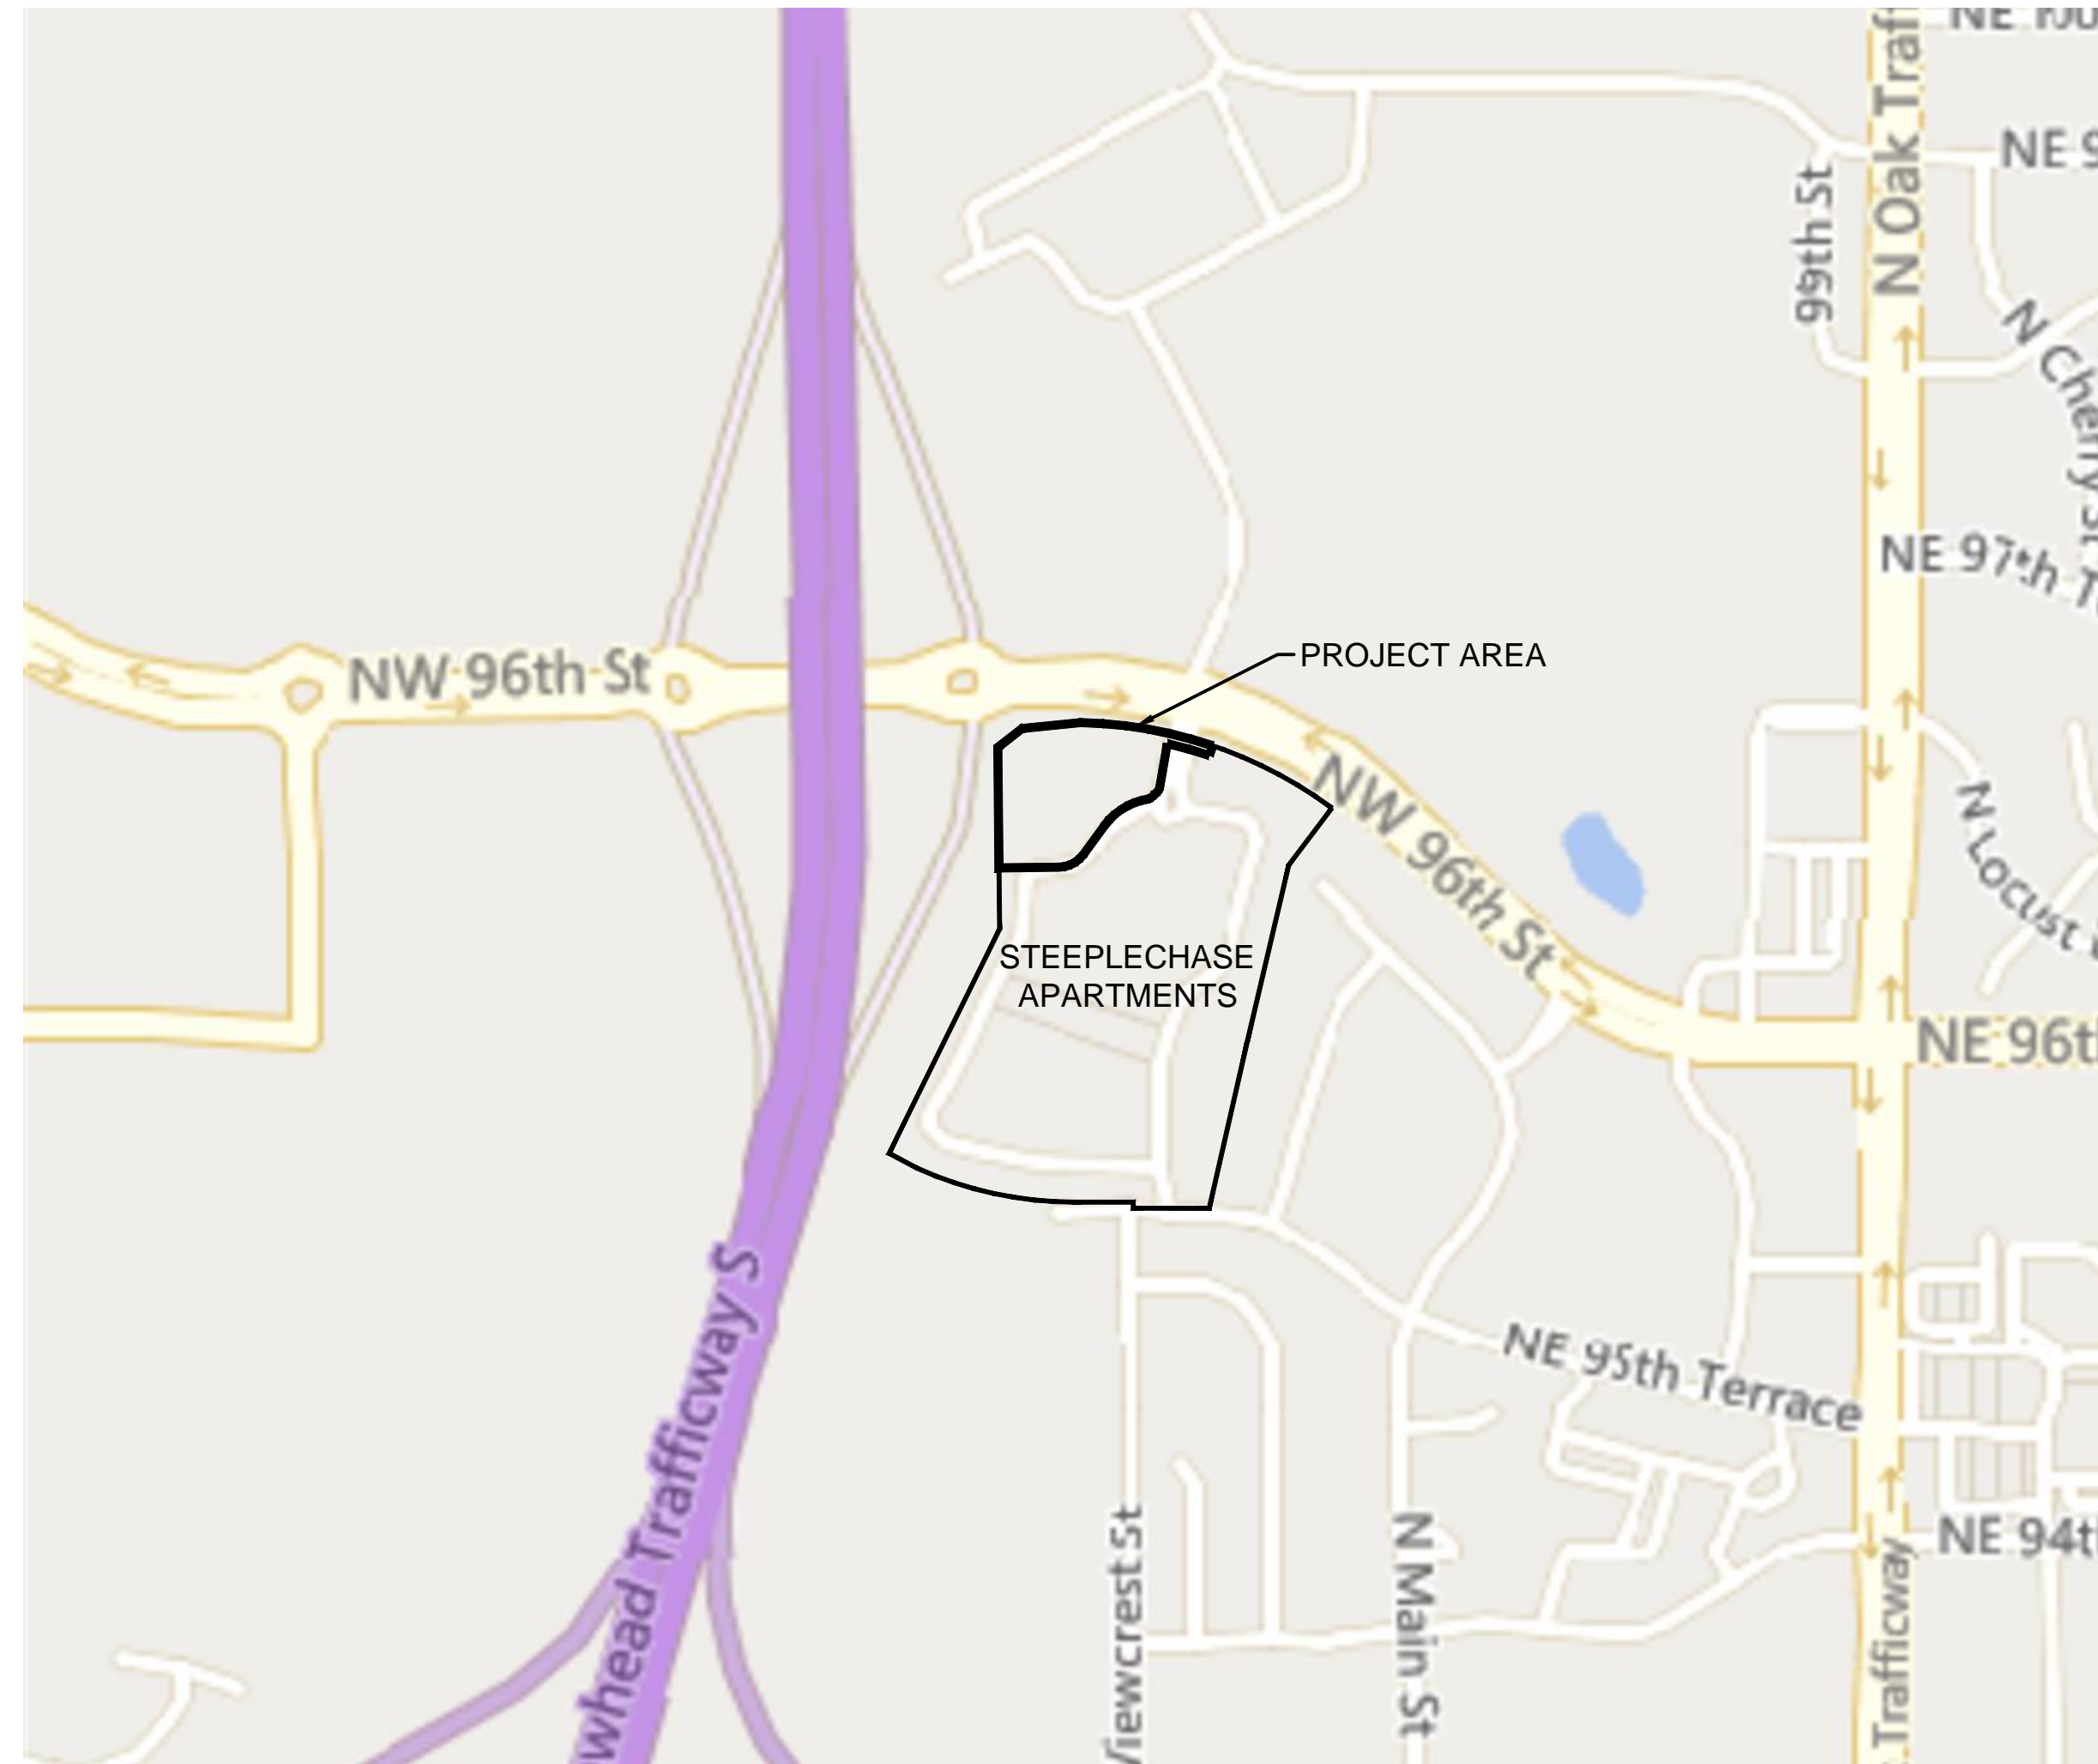 NE
N Oak Traf
NE 9
99th St
N Cherry St
NE 97th T
PROJECT AREA
NW 96th St
NW 96th St
N Locust
STEEPLECHASE
APARTMENTS
NE 96t
NE 95th Terrace
whead Trafficway S
NE 94t
Viewcrest St
N Main St
Trafficway